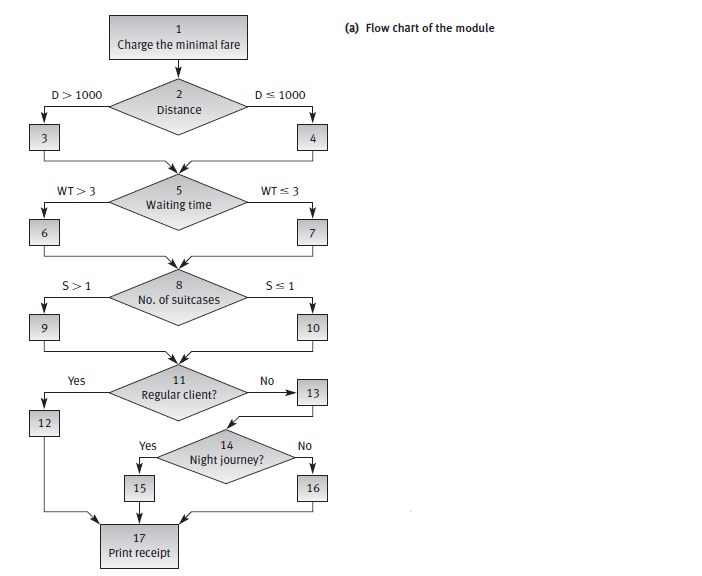 (a) Flow chart of the module
1
Charge the minimal fare
D > 1000
2
Distance
D ≤ 1000
3
4
WT > 3
5
Waiting time
WT ≤ 3
6
7
S > 1
8
No. of suitcases
S ≤ 1
9
10
Yes
11
Regular client?
No
13
12
Yes
14
Night journey?
No
15
16
17
Print receipt